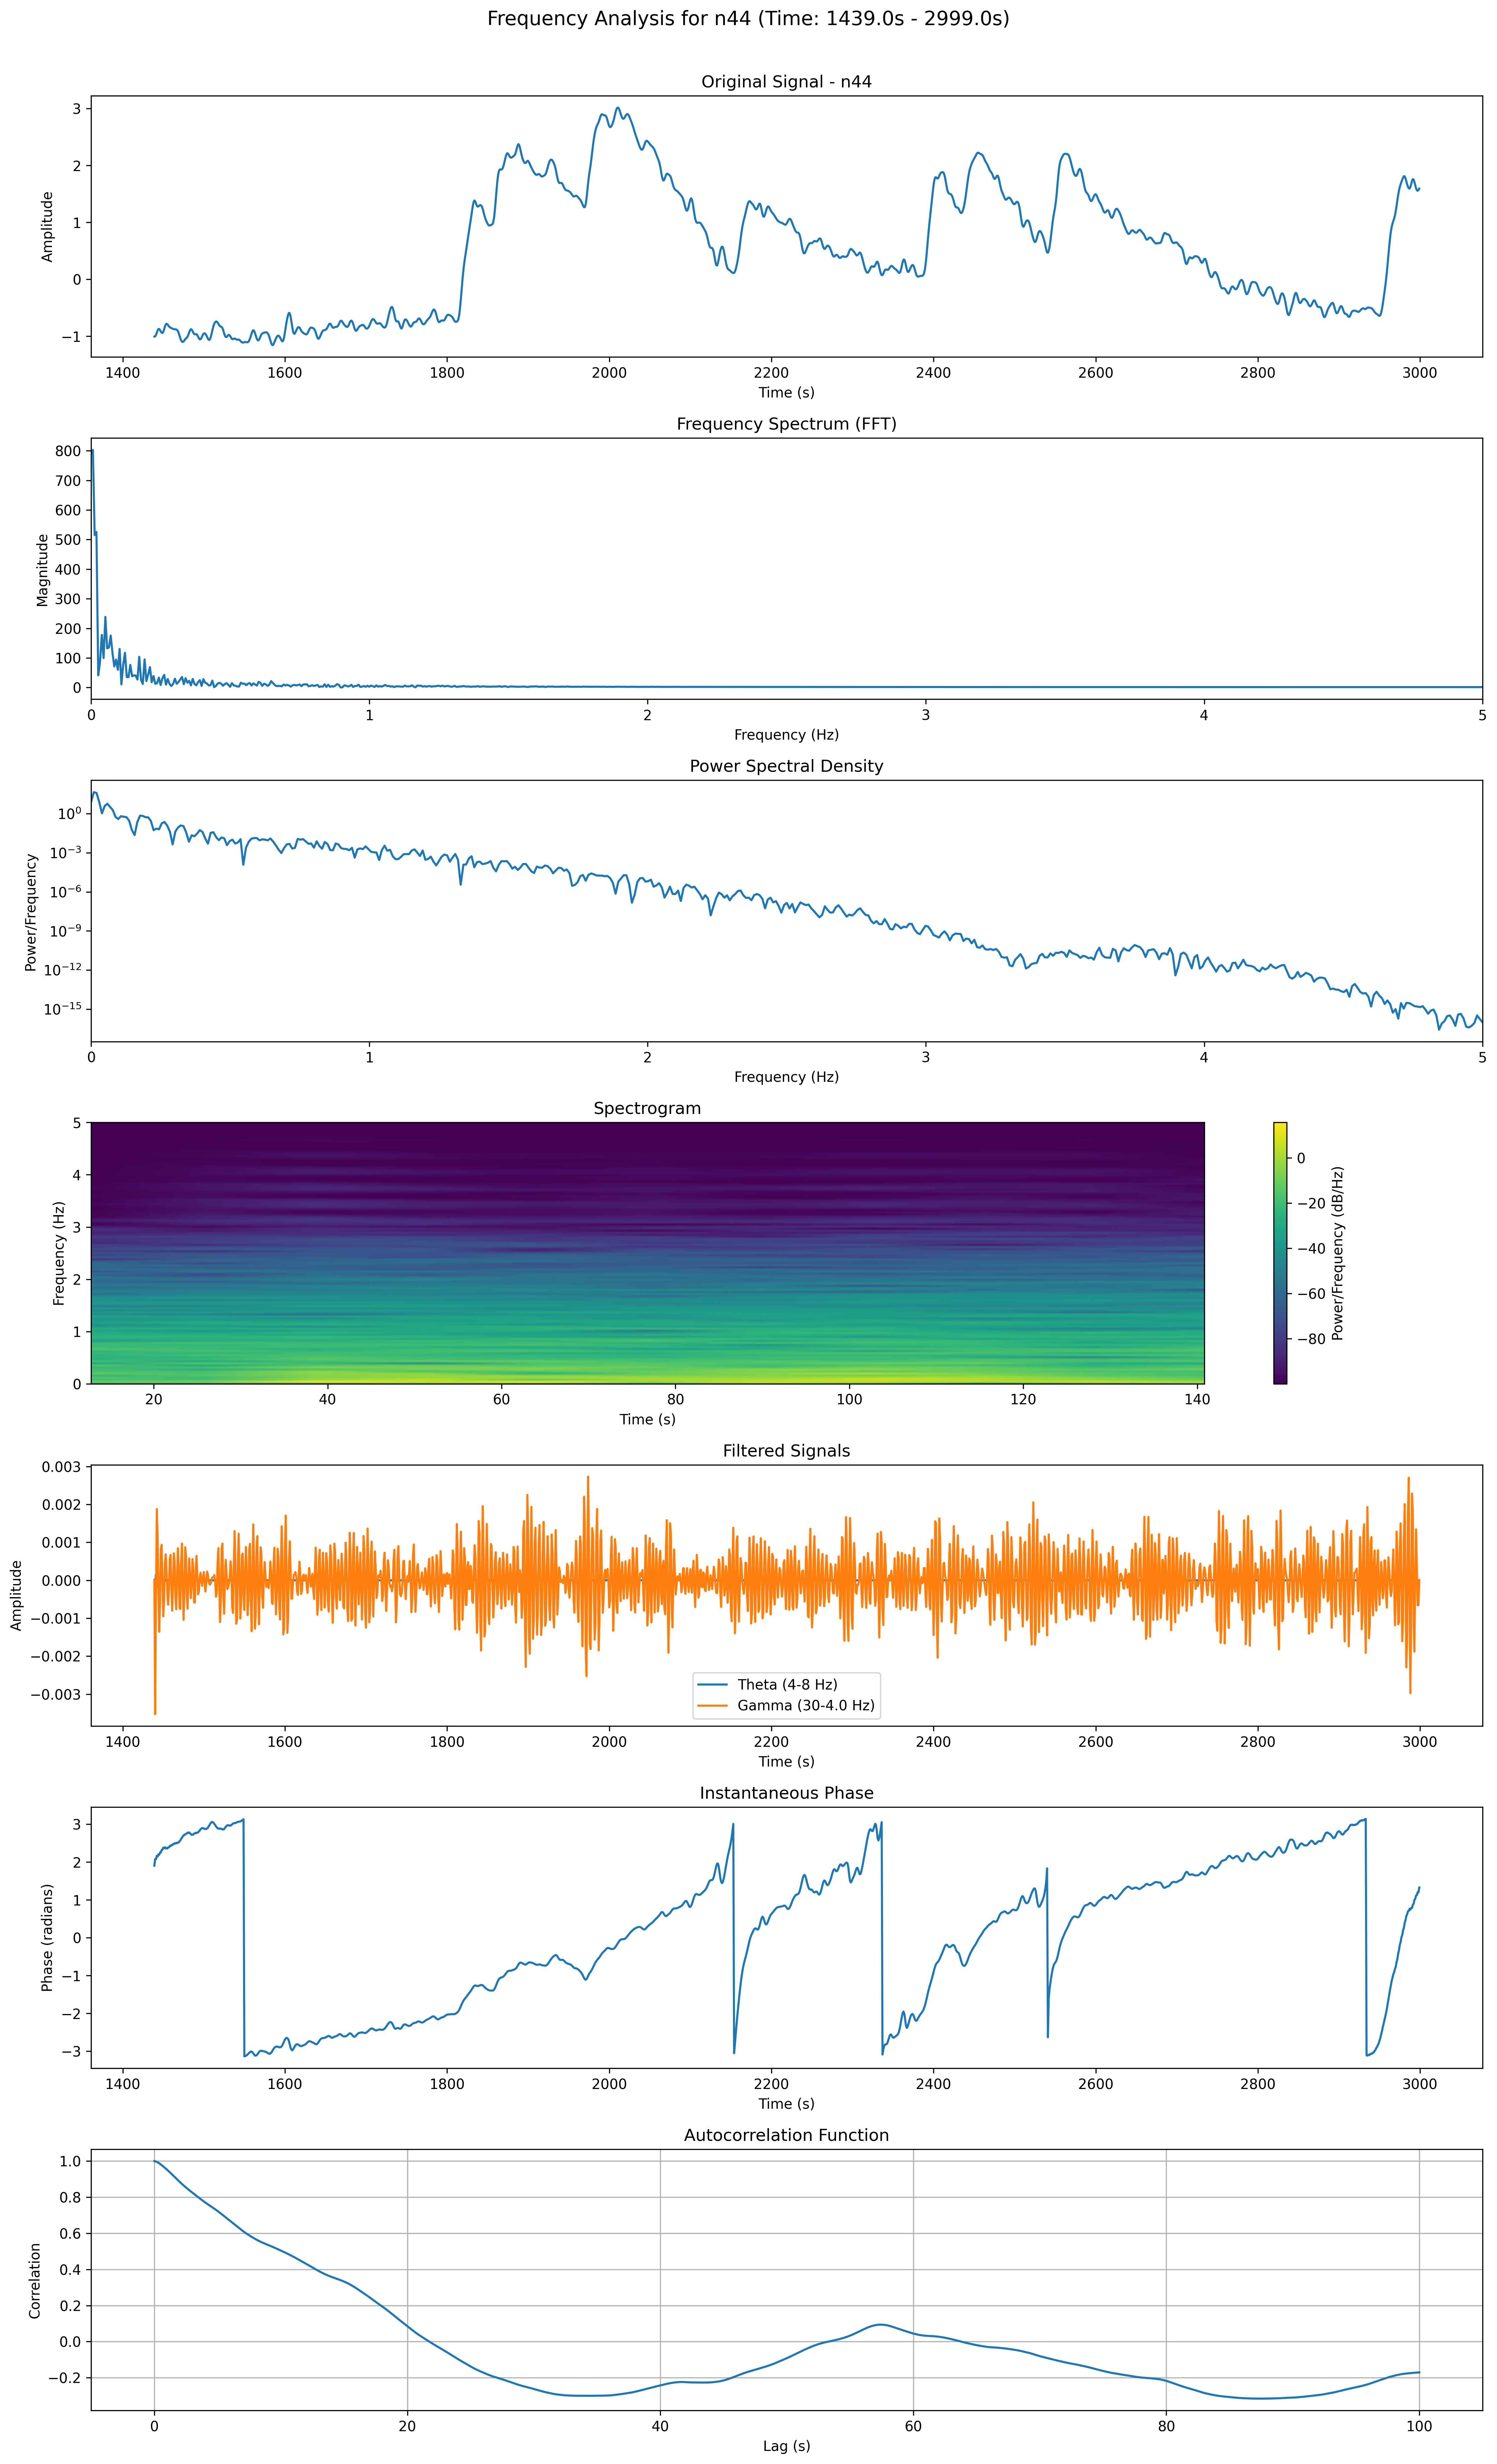 Frequency Analysis for n44 (Time: 1439.0s - 2999.0s)
Original Signal - n44
3
2
1
0
−1
Amplitude
1400 1600 1800 2000 2200 2400 2600 2800 3000
Time (s)
Frequency Spectrum (FFT)
800
700
600
500
400
300
200
100
0
Magnitude
0 1 2 3 4 5
Frequency (Hz)
Power Spectral Density
10⁰
10⁻³
10⁻⁶
10⁻⁹
10⁻¹²
10⁻¹⁵
Power/Frequency
0 1 2 3 4 5
Frequency (Hz)
Spectrogram
5
4
3
2
1
0
Frequency (Hz)
20 40 60 80 100 120 140
Time (s)
0
−20
−40
−60
−80
Power/Frequency (dB/Hz)
Filtered Signals
0.003
0.002
0.001
0.000
−0.001
−0.002
−0.003
Amplitude
Theta (4-8 Hz)
Gamma (30-4.0 Hz)
1400 1600 1800 2000 2200 2400 2600 2800 3000
Time (s)
Instantaneous Phase
3
2
1
0
−1
−2
−3
Phase (radians)
1400 1600 1800 2000 2200 2400 2600 2800 3000
Time (s)
Autocorrelation Function
1.0
0.8
0.6
0.4
0.2
0.0
−0.2
Correlation
0 20 40 60 80 100
Lag (s)